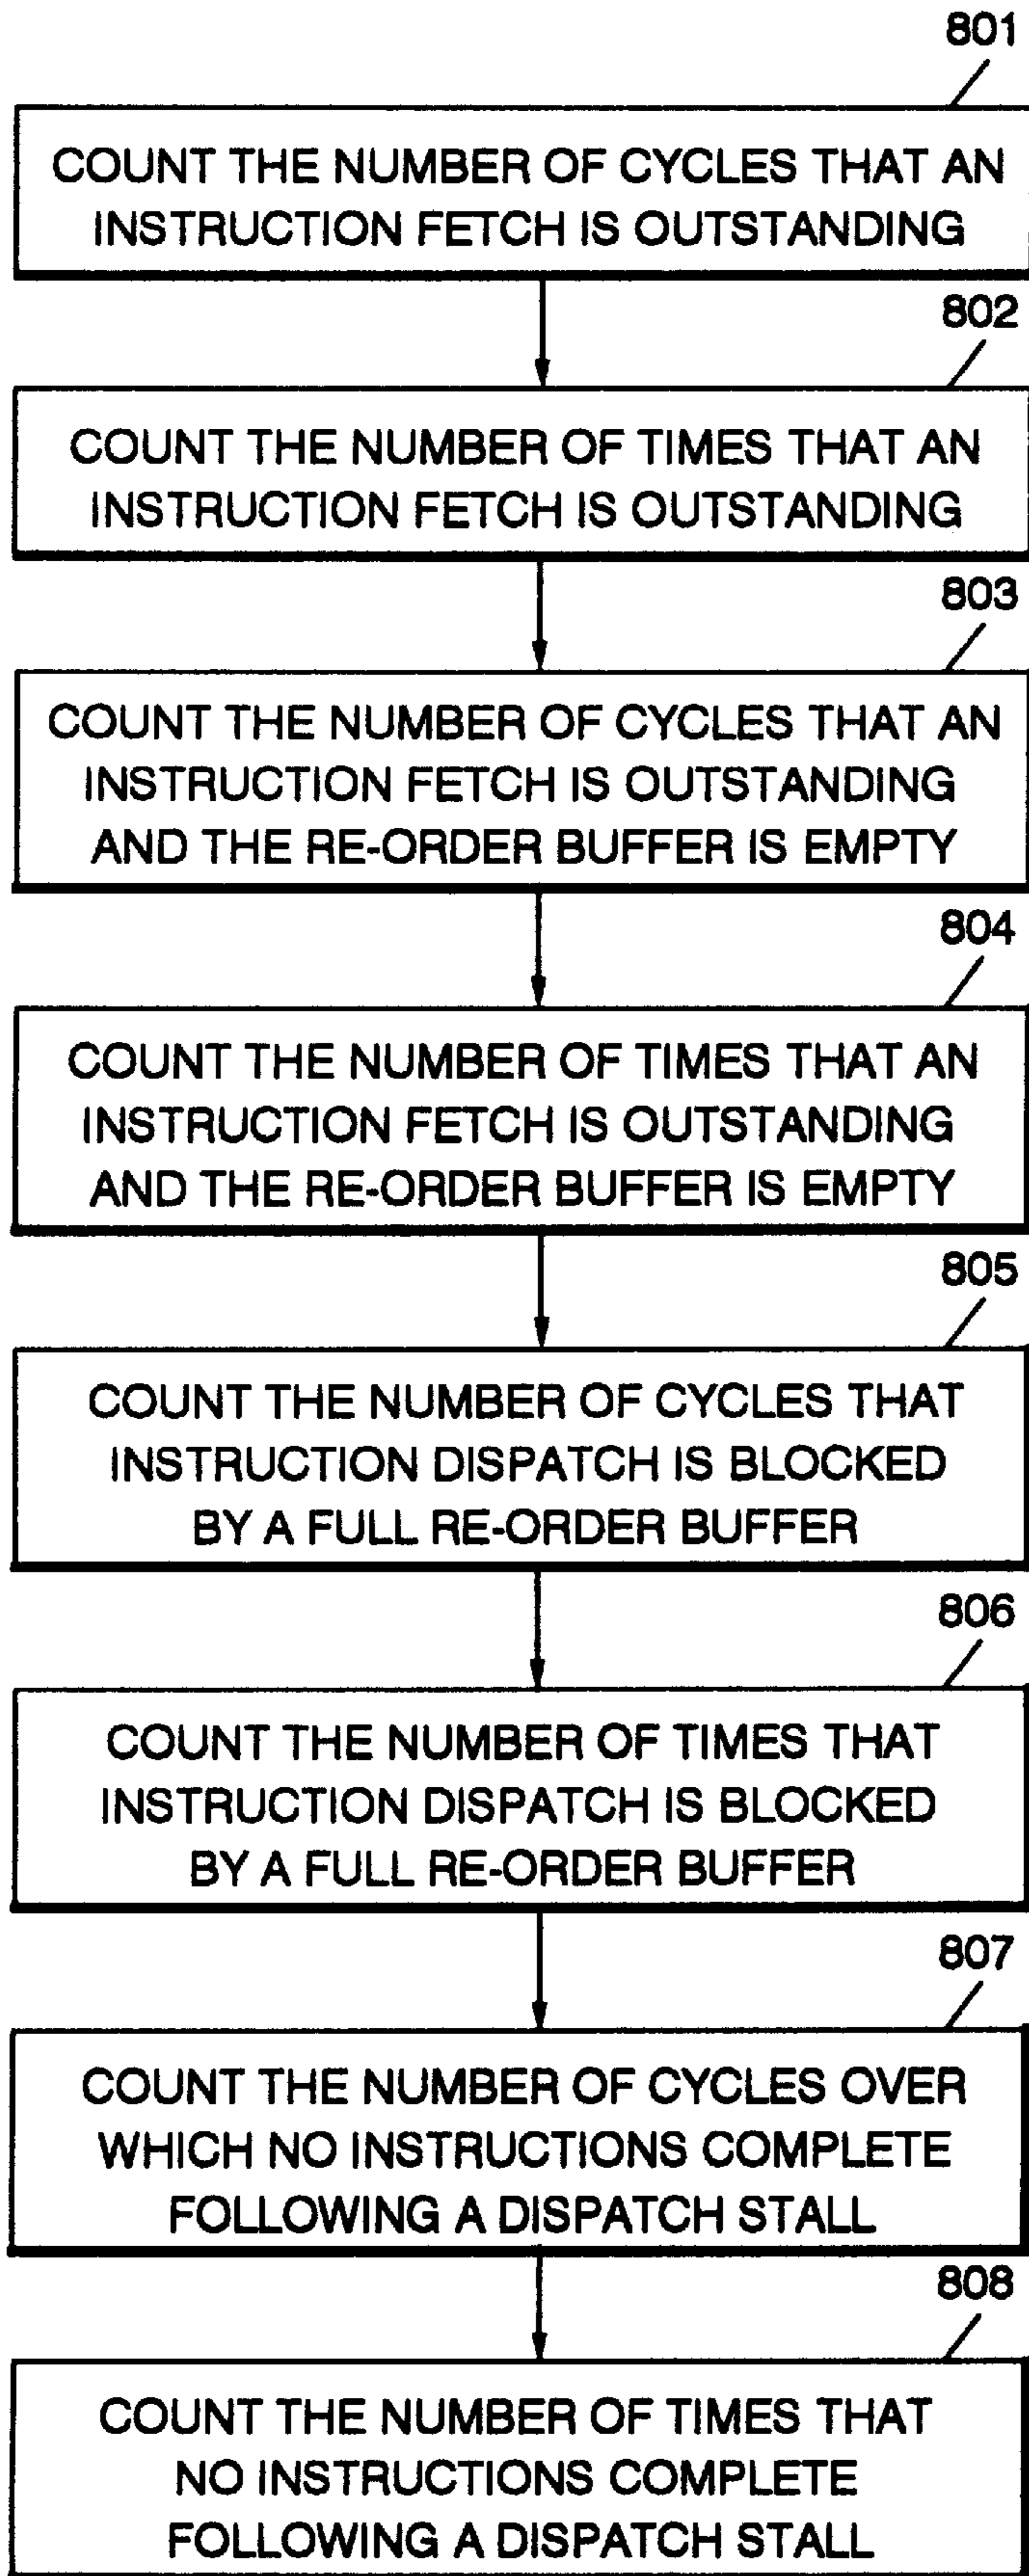 801
COUNT THE NUMBER OF CYCLES THAT AN
INSTRUCTION FETCH IS OUTSTANDING
802
COUNT THE NUMBER OF TIMES THAT AN
INSTRUCTION FETCH IS OUTSTANDING
803
COUNT THE NUMBER OF CYCLES THAT AN
INSTRUCTION FETCH IS OUTSTANDING
AND THE RE-ORDER BUFFER IS EMPTY
804
COUNT THE NUMBER OF TIMES THAT AN
INSTRUCTION FETCH IS OUTSTANDING
AND THE RE-ORDER BUFFER IS EMPTY
805
COUNT THE NUMBER OF CYCLES THAT
INSTRUCTION DISPATCH IS BLOCKED
BY A FULL RE-ORDER BUFFER
806
COUNT THE NUMBER OF TIMES THAT
INSTRUCTION DISPATCH IS BLOCKED
BY A FULL RE-ORDER BUFFER
807
COUNT THE NUMBER OF CYCLES OVER
WHICH NO INSTRUCTIONS COMPLETE
FOLLOWING A DISPATCH STALL
808
COUNT THE NUMBER OF TIMES THAT
NO INSTRUCTIONS COMPLETE
FOLLOWING A DISPATCH STALL